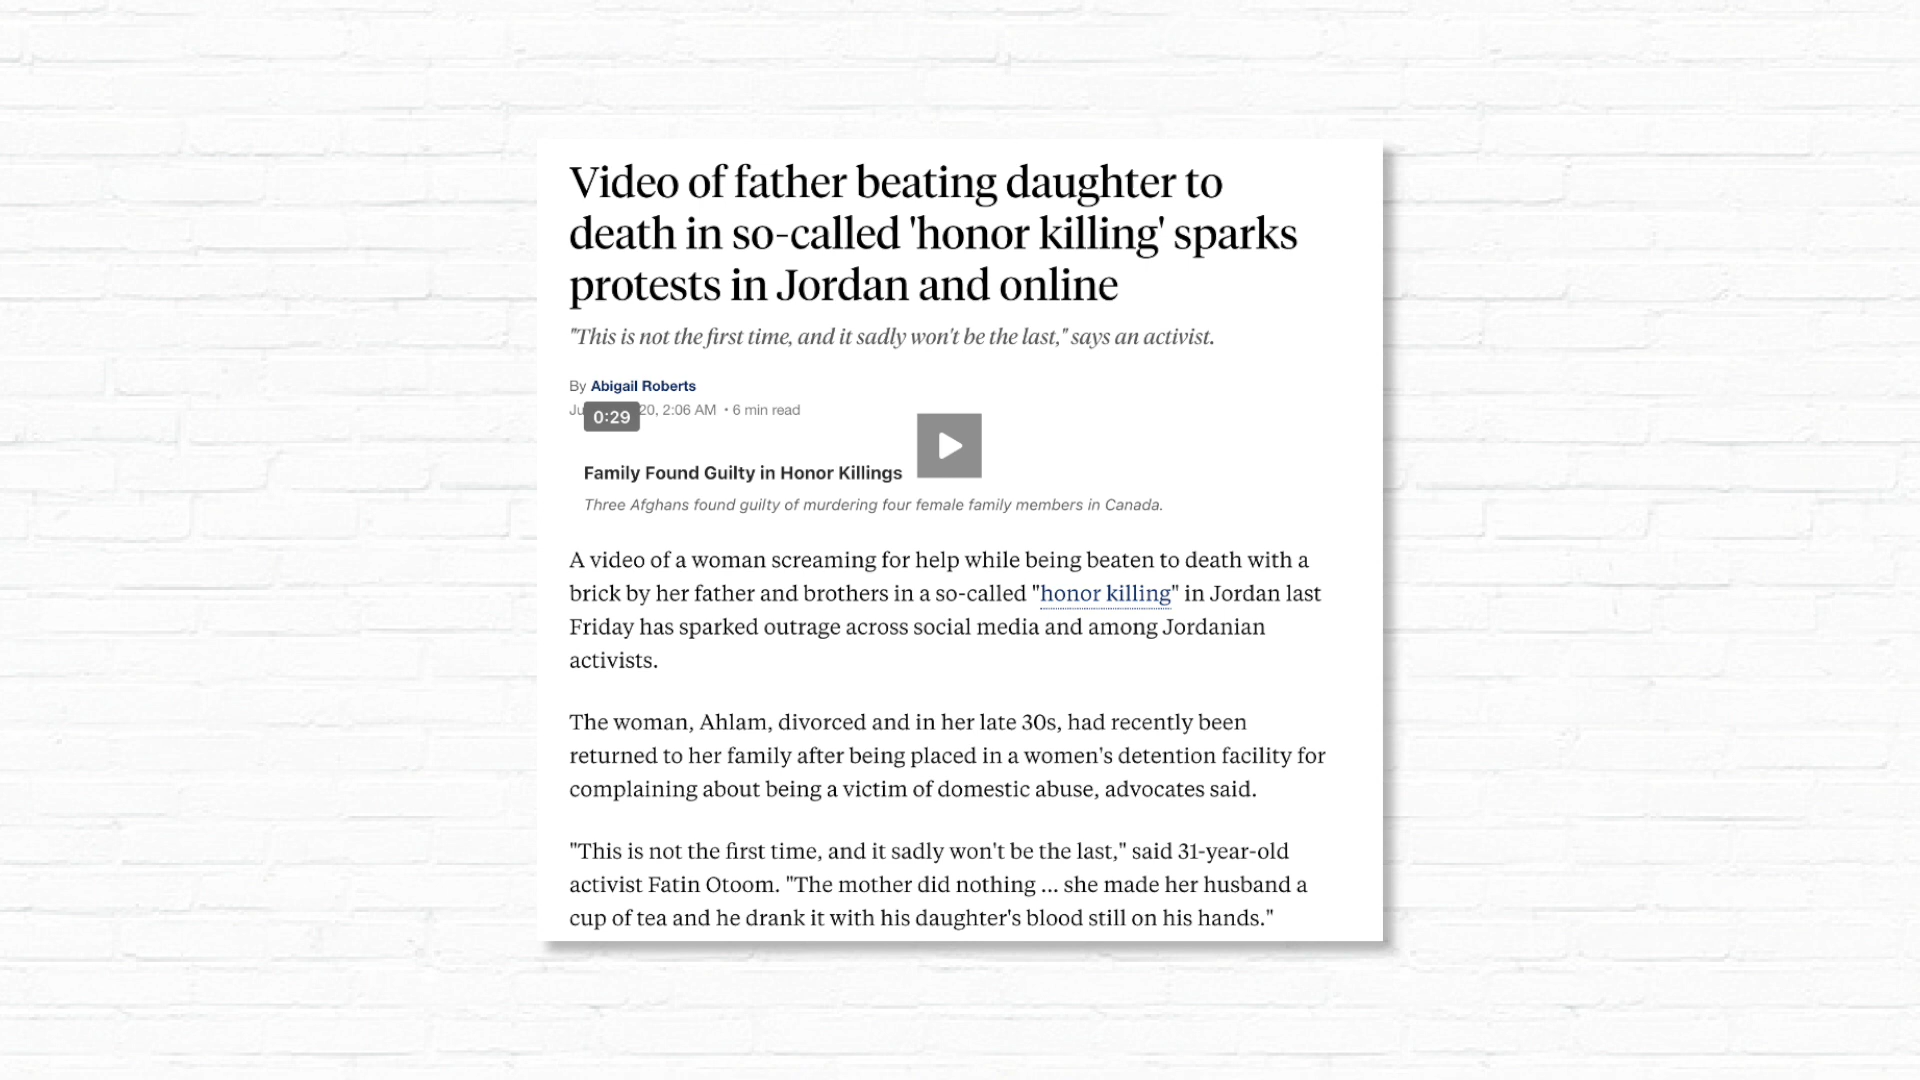 Video of father beating daughter to
death in so-called 'honor killing' sparks
protests in Jordan and online
"This is not the first time, and it sadly won't be the last," says an activist.
By Abigail Roberts
Ju
0:29
20, 2:06 AM • 6 min read
Family Found Guilty in Honor Killings
Three Afghans found guilty of murdering four female family members in Canada.
A video of a woman screaming for help while being beaten to death with a
brick by her father and brothers in a so-called "honor killing" in Jordan last
Friday has sparked outrage across social media and among Jordanian
activists.
The woman, Ahlam, divorced and in her late 30s, had recently been
returned to her family after being placed in a women's detention facility for
complaining about being a victim of domestic abuse, advocates said.
"This is not the first time, and it sadly won't be the last," said 31-year-old
activist Fatin Otoom. "The mother did nothing ... she made her husband a
cup of tea and he drank it with his daughter's blood still on his hands."